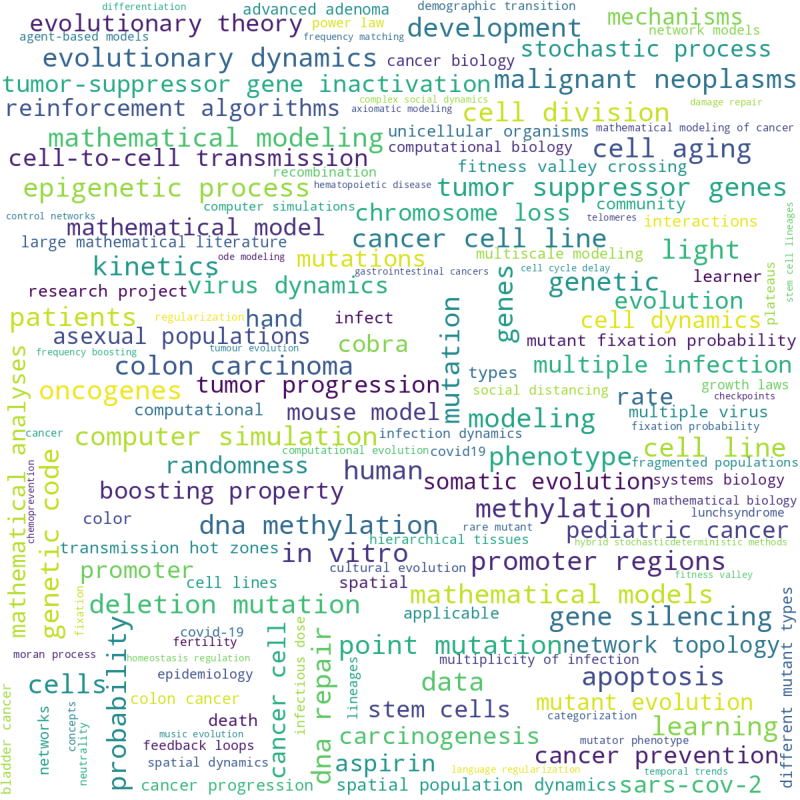 differentiation
advanced adenoma
demographic transition
evolutionary theory
power law
development
mechanisms
agent-based models
frequency matching
network models
evolutionary dynamics
cancer biology
stochastic process
tumor-suppressor gene inactivation
malignant neoplasms
reinforcement algorithms
complex social dynamics
axiomatic modeling
cell division
damage repair
mathematical modeling
unicellular organisms
mathematical modeling of cancer
computational biology
cell aging
cell-to-cell transmission
recombination
fitness valley crossing
epigenetic process
hematopoietic disease
tumor suppressor genes
computer simulations
community
control networks
chromosome loss
telomeres
interactions
mathematical model
large mathematical literature
cancer cell line
light
stem cell lineages
ode modeling
mutations
multiscale modeling
kinetics
gastrointestinal cancers
cell cycle delay
genetic
learner
virus dynamics
research project
genes
evolution
plateaus
patients
regularization
hand
infect
mutation
cell dynamics
asexual populations
cobra
mutant fixation probability
frequency boosting
tumour evolution
colon carcinoma
multiple infection
oncogenes
tumor progression
types
social distancing
rate
growth laws
checkpoints
computational
mouse model
modeling
multiple virus
fixation probability
cancer
computer simulation
infection dynamics
cell line
mathematical analyses
genetic code
computational evolution
covid19
phenotype
fragmented populations
randomness
human
somatic evolution
systems biology
chemoprevention
boosting property
methylation
mathematical biology
lunchsyndrome
color
dna methylation
rare mutant
pediatric cancer
transmission hot zones
in vitro
hierarchical tissues
hybrid stochasticdeterministic methods
promoter
cultural evolution
promoter regions
fitness valley
cell lines
spatial
mathematical models
fixation
deletion mutation
applicable
gene silencing
different mutant types
probability
covid-19
cancer cell
infectious dose
dna repair
lineages
point mutation
network topology
moran process
fertility
homeostasis regulation
multiplicity of infection
cells
epidemiology
data
apoptosis
bladder cancer
networks
concepts
neutrality
colon cancer
stem cells
mutant evolution
death
categorization
learning
music evolution
feedback loops
carcinogenesis
mutator phenotype
cancer prevention
spatial dynamics
aspirin
language regularization
temporal trends
cancer progression
spatial population dynamics
sars-cov-2